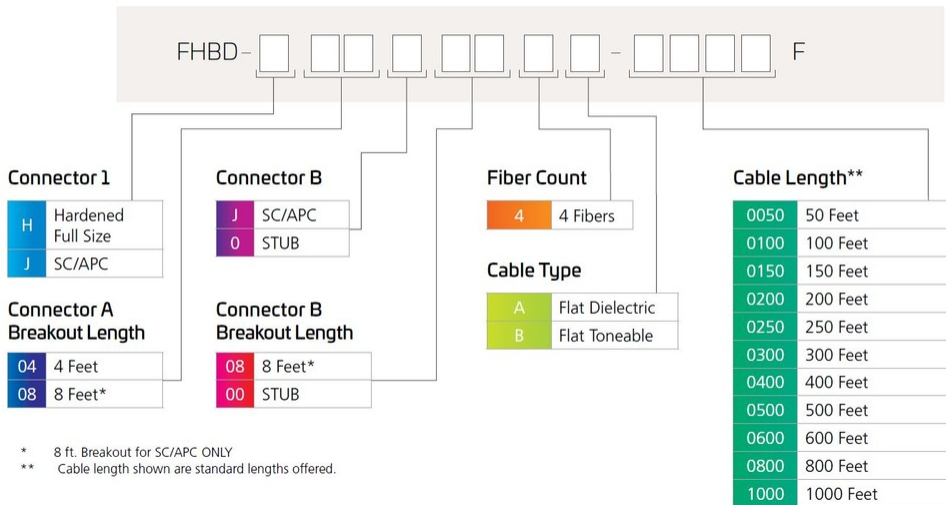 FHBD- - F
Connector 1
H Hardened
Full Size
J SC/APC
Connector A
Breakout Length
04 4 Feet
08 8 Feet*
Connector B
J SC/APC
0 STUB
Connector B
Breakout Length
08 8 Feet*
00 STUB
Fiber Count
4 4 Fibers
Cable Type
A Flat Dielectric
B Flat Toneable
Cable Length**
0050 50 Feet
0100 100 Feet
0150 150 Feet
0200 200 Feet
0250 250 Feet
0300 300 Feet
0400 400 Feet
0500 500 Feet
0600 600 Feet
0800 800 Feet
1000 1000 Feet
* 8 ft. Breakout for SC/APC ONLY
** Cable length shown are standard lengths offered.